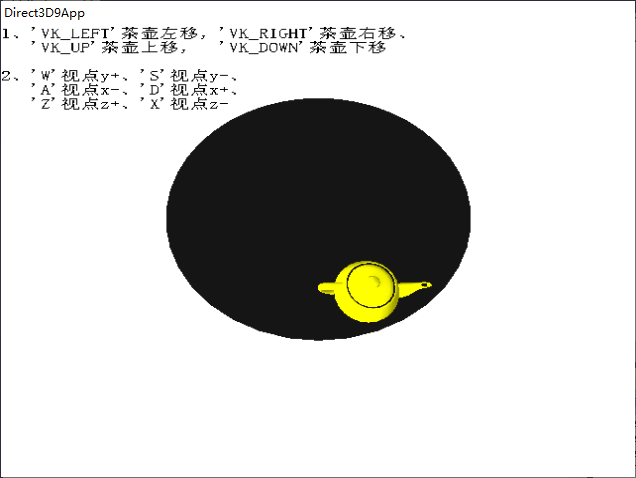 Direct3D9App
1、'VK_LEFT'茶壶左移，'VK_RIGHT'茶壶右移、
'VK_UP'茶壶上移， 'VK_DOWN'茶壶下移
2、'W'视点y+、'S'视点y-、
'A'视点x-、'D'视点x+、
'Z'视点z+、'X'视点z-